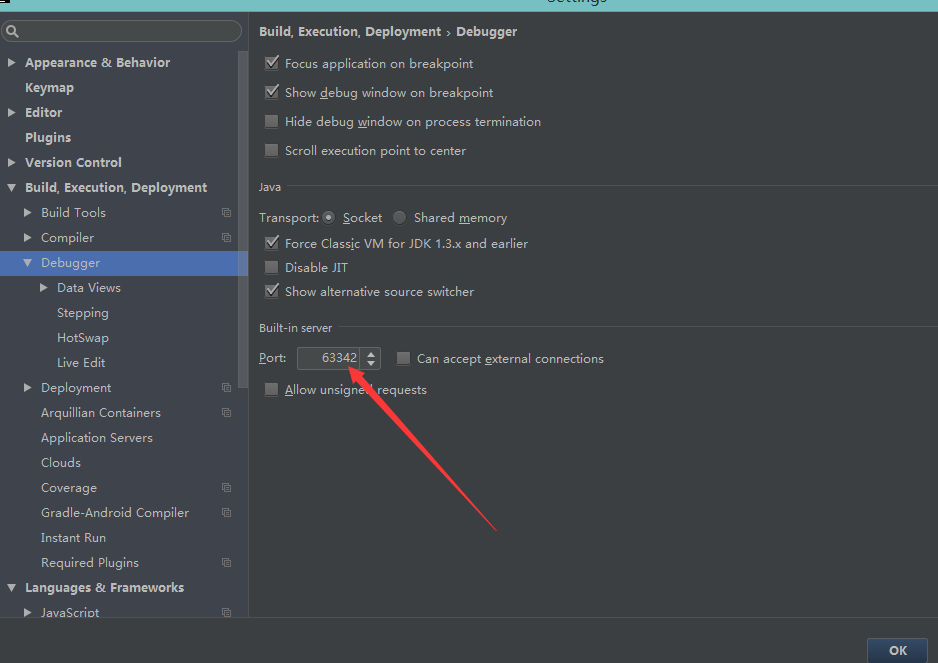 Settings
Build, Execution, Deployment › Debugger
Appearance & Behavior
Keymap
Editor
Plugins
Version Control
Build, Execution, Deployment
Build Tools
Compiler
Debugger
Data Views
Stepping
HotSwap
Live Edit
Deployment
Arquillian Containers
Application Servers
Clouds
Coverage
Gradle-Android Compiler
Instant Run
Required Plugins
Languages & Frameworks
JavaScript
Focus application on breakpoint
Show debug window on breakpoint
Hide debug window on process termination
Scroll execution point to center
Java
Transport: Socket Shared memory
Force Classic VM for JDK 1.3.x and earlier
Disable JIT
Show alternative source switcher
Built-in server
Port: 63342 Can accept external connections
Allow unsigned requests
OK